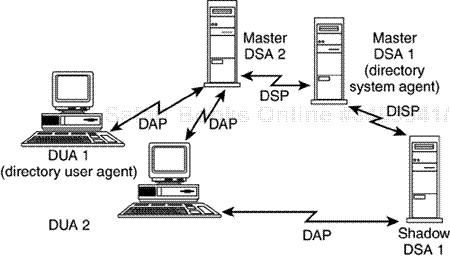 Master
DSA 2
Master
DSA 1
(directory
system agent)
DSP
DISP
DAP
DAP
DUA 1
(directory user agent)
DUA 2
DAP
Shadow
DSA 1